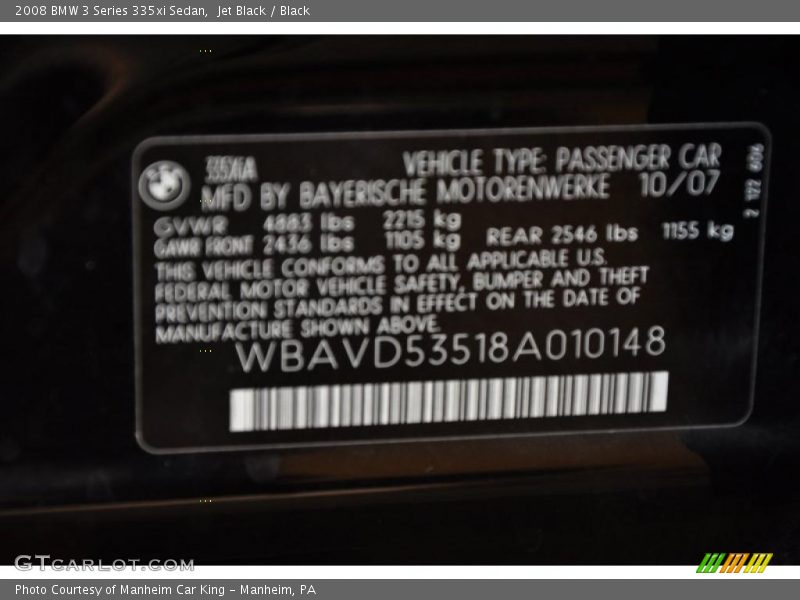 2008 BMW 3 Series 335xi Sedan,  Jet Black / Black
335XIA
VEHICLE TYPE: PASSENGER CAR
MFD BY BAYERISCHE MOTORENWERKE 10/07
GVWR 4883 lbs 2215 kg
GAWR FRONT 2436 lbs 1105 kg REAR 2546 lbs 1155 kg
THIS VEHICLE CONFORMS TO ALL APPLICABLE U.S.
FEDERAL MOTOR VEHICLE SAFETY, BUMPER AND THEFT
PREVENTION STANDARDS IN EFFECT ON THE DATE OF
MANUFACTURE SHOWN ABOVE.
WBAVD53518A010148
GTCARLOT.COM
Photo Courtesy of Manheim Car King - Manheim, PA